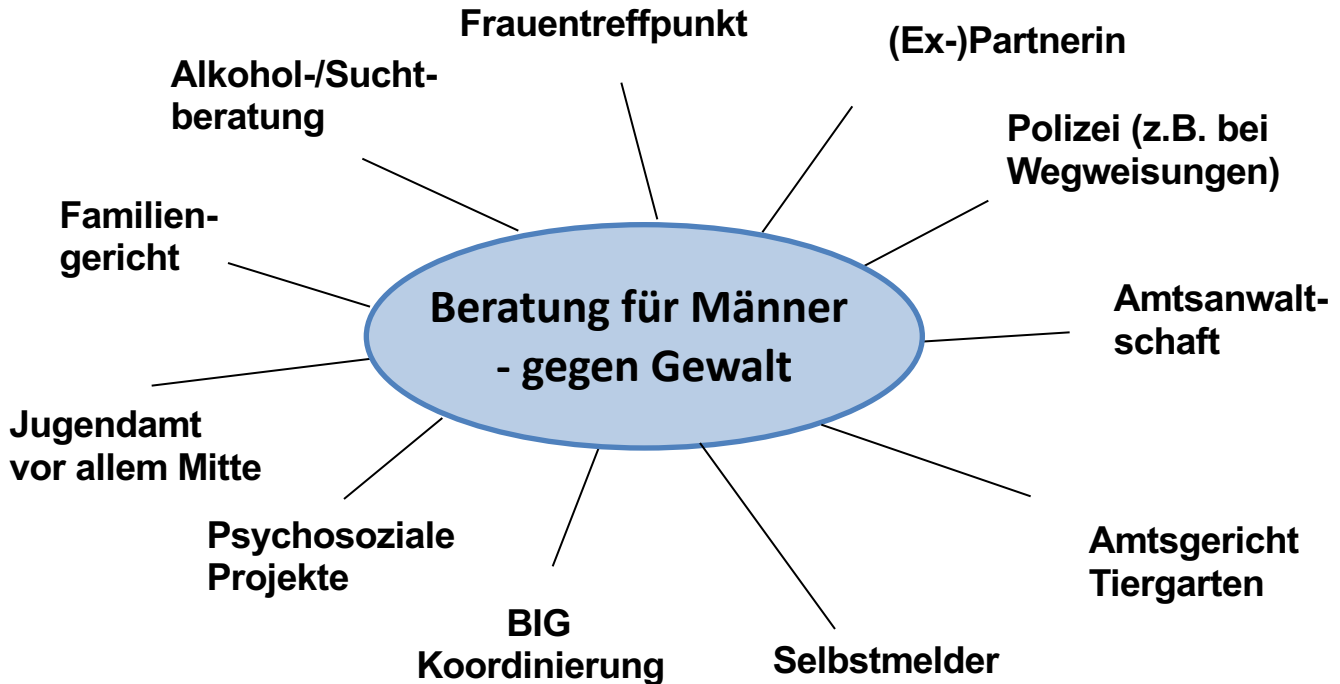 Frauentreffpunkt
(Ex-)Partnerin
Alkohol-/Sucht-
beratung
Polizei (z.B. bei
Wegweisungen)
Familien-
gericht
Beratung für Männer
- gegen Gewalt
Amtsanwalt-
schaft
Jugendamt
vor allem Mitte
Psychosoziale
Projekte
Amtsgericht
Tiergarten
BIG
Koordinierung
Selbstmelder